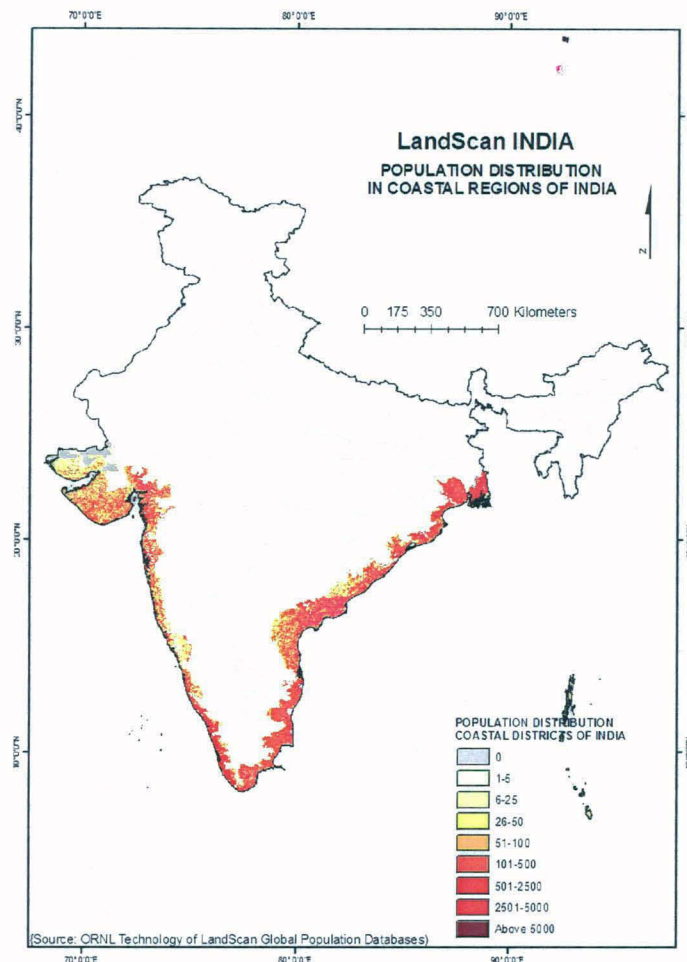 70°0'0"E 80°0'0"E 90°0'0"E
40°0'0"N
LandScan INDIA
POPULATION DISTRIBUTION
IN COASTAL REGIONS OF INDIA
N
0 175 350 700 Kilometers
30°0'0"N
20°0'0"N
10°0'0"N
POPULATION DISTRIBUTION
COASTAL DISTRICTS OF INDIA
0
1-5
6-25
26-50
51-100
101-500
501-2500
2501-5000
Above 5000
(Source: ORNL Technology of LandScan Global Population Databases)
70°0'0"E 80°0'0"E 90°0'0"E